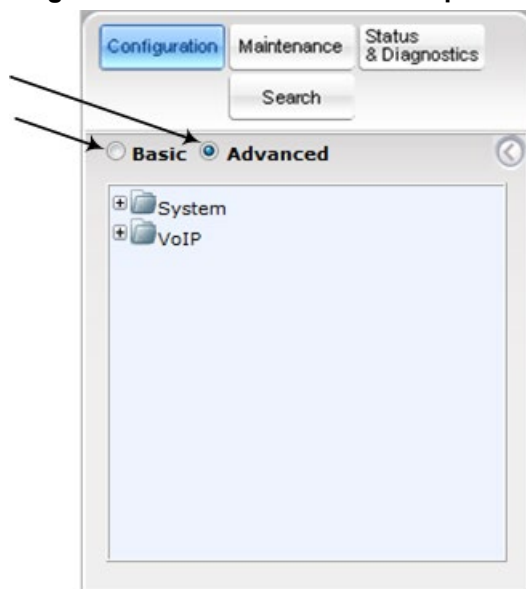 Configuration Maintenance Status
& Diagnostics
Search
Basic Advanced
System
VoIP